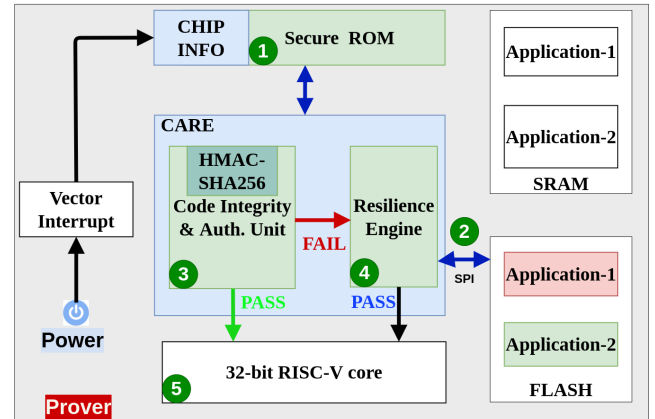 CHIP
INFO
1
Secure ROM
Application-1
Application-2
SRAM
CARE
HMAC-
SHA256
Code Integrity
& Auth. Unit
3
FAIL
Resilience
Engine
4
2
SPI
Vector
Interrupt
Power
PASS
PASS
Application-1
Application-2
FLASH
32-bit RISC-V core
5
Prover